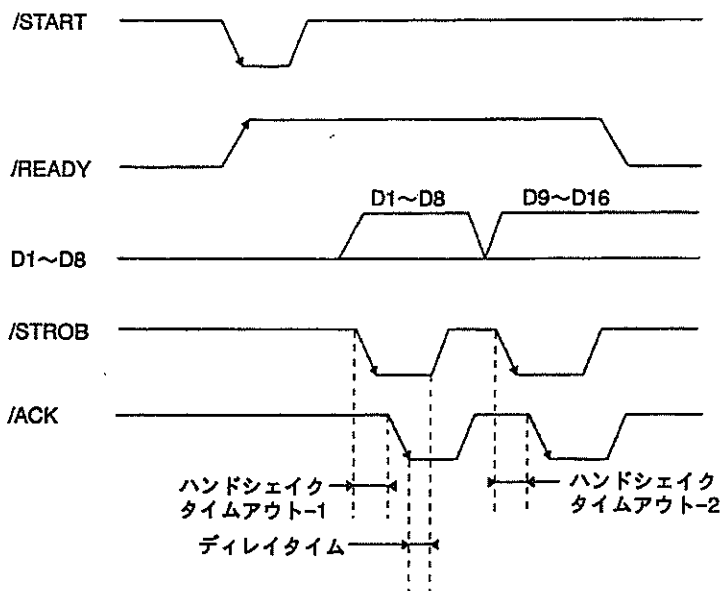 /START
/READY
D1〜D8 D9〜D16
D1〜D8
/STROB
/ACK
ハンドシェイク
タイムアウト-1
ハンドシェイク
タイムアウト-2
ディレイタイム